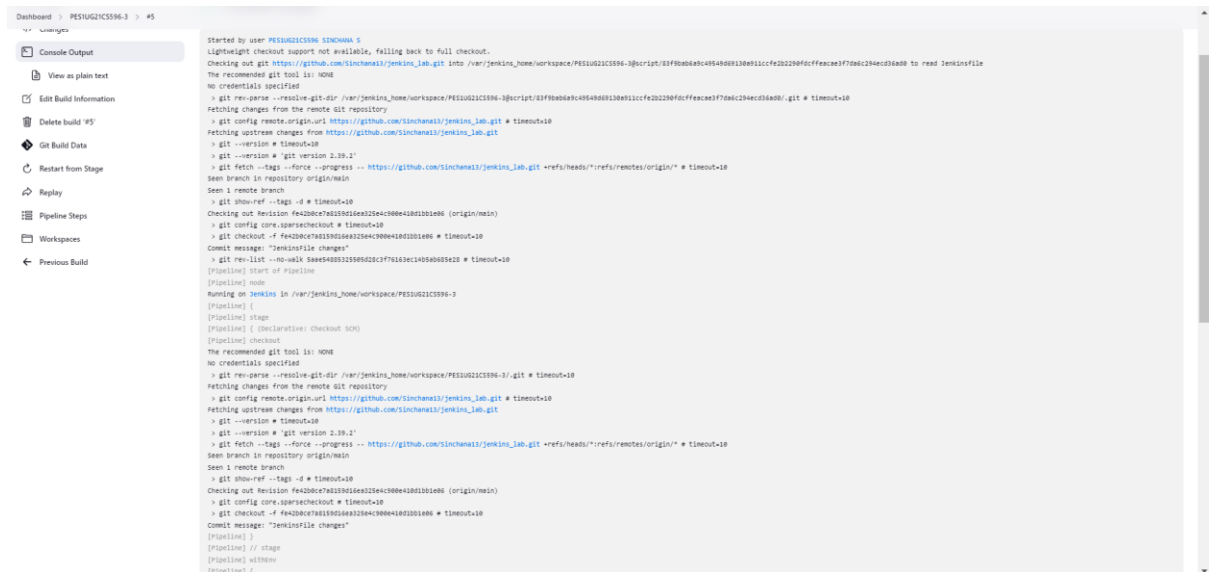 Dashboard > PES1UG21CS596-3 > #5
</> Changes
Console Output
View as plain text
Edit Build Information
Delete build '#5'
Git Build Data
Restart from Stage
Replay
Pipeline Steps
Workspaces
Previous Build
Started by user PES1UG21CS596 SINCHANA S
Lightweight checkout support not available, falling back to full checkout.
Checking out git https://github.com/Sinchana13/jenkins_lab.git into /var/jenkins_home/workspace/PES1UG21CS596-3@script/83f9bab6a9c49549d69130a911ccfe2b2290fdcffeacae3f7da6c294ecd36ad0 to read Jenkinsfile
The recommended git tool is: NONE
No credentials specified
> git rev-parse --resolve-git-dir /var/jenkins_home/workspace/PES1UG21CS596-3@script/83f9bab6a9c49549d69130a911ccfe2b2290fdcffeacae3f7da6c294ecd36ad0/.git # timeout=10
Fetching changes from the remote Git repository
> git config remote.origin.url https://github.com/Sinchana13/jenkins_lab.git # timeout=10
Fetching upstream changes from https://github.com/Sinchana13/jenkins_lab.git
> git --version # timeout=10
> git --version # 'git version 2.39.2'
> git fetch --tags --force --progress -- https://github.com/Sinchana13/jenkins_lab.git +refs/heads/*:refs/remotes/origin/* # timeout=10
Seen branch in repository origin/main
Seen 1 remote branch
> git show-ref --tags -d # timeout=10
Checking out Revision fe42b0ce7a8159d16ea325e4c900e410d1bb1e06 (origin/main)
> git config core.sparsecheckout # timeout=10
> git checkout -f fe42b0ce7a8159d16ea325e4c900e410d1bb1e06 # timeout=10
Commit message: "JenkinsFile changes"
> git rev-list --no-walk 5aae54885325505d28c3f76163ec14b5ab685e28 # timeout=10
[Pipeline] Start of Pipeline
[Pipeline] node
Running on Jenkins in /var/jenkins_home/workspace/PES1UG21CS596-3
[Pipeline] {
[Pipeline] stage
[Pipeline] { (Declarative: Checkout SCM)
[Pipeline] checkout
The recommended git tool is: NONE
No credentials specified
> git rev-parse --resolve-git-dir /var/jenkins_home/workspace/PES1UG21CS596-3/.git # timeout=10
Fetching changes from the remote Git repository
> git config remote.origin.url https://github.com/Sinchana13/jenkins_lab.git # timeout=10
Fetching upstream changes from https://github.com/Sinchana13/jenkins_lab.git
> git --version # timeout=10
> git --version # 'git version 2.39.2'
> git fetch --tags --force --progress -- https://github.com/Sinchana13/jenkins_lab.git +refs/heads/*:refs/remotes/origin/* # timeout=10
Seen branch in repository origin/main
Seen 1 remote branch
> git show-ref --tags -d # timeout=10
Checking out Revision fe42b0ce7a8159d16ea325e4c900e410d1bb1e06 (origin/main)
> git config core.sparsecheckout # timeout=10
> git checkout -f fe42b0ce7a8159d16ea325e4c900e410d1bb1e06 # timeout=10
Commit message: "JenkinsFile changes"
[Pipeline] }
[Pipeline] // stage
[Pipeline] withEnv
[Pipeline] {